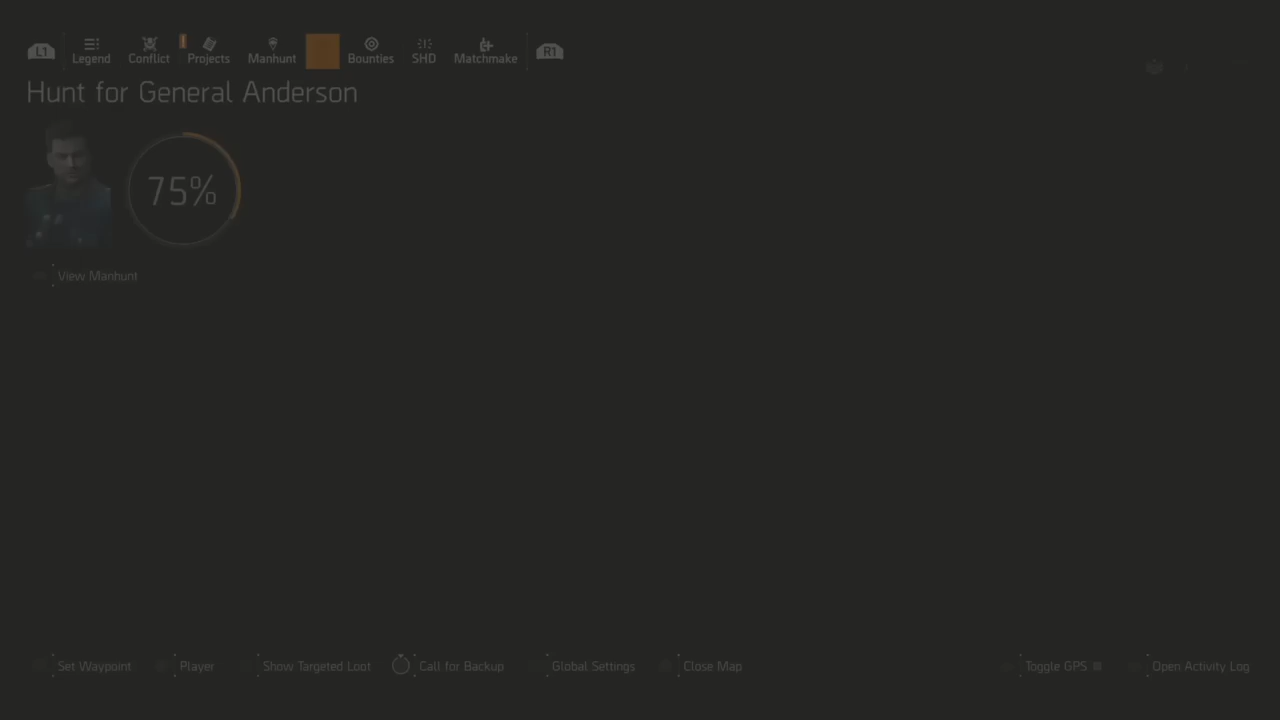 L1 Legend Conflict Projects Manhunt Bounties SHD Matchmake R1
Hunt for General Anderson
75%
View Manhunt
Set Waypoint Player Show Targeted Loot Call for Backup Global Settings Close Map Toggle GPS Open Activity Log